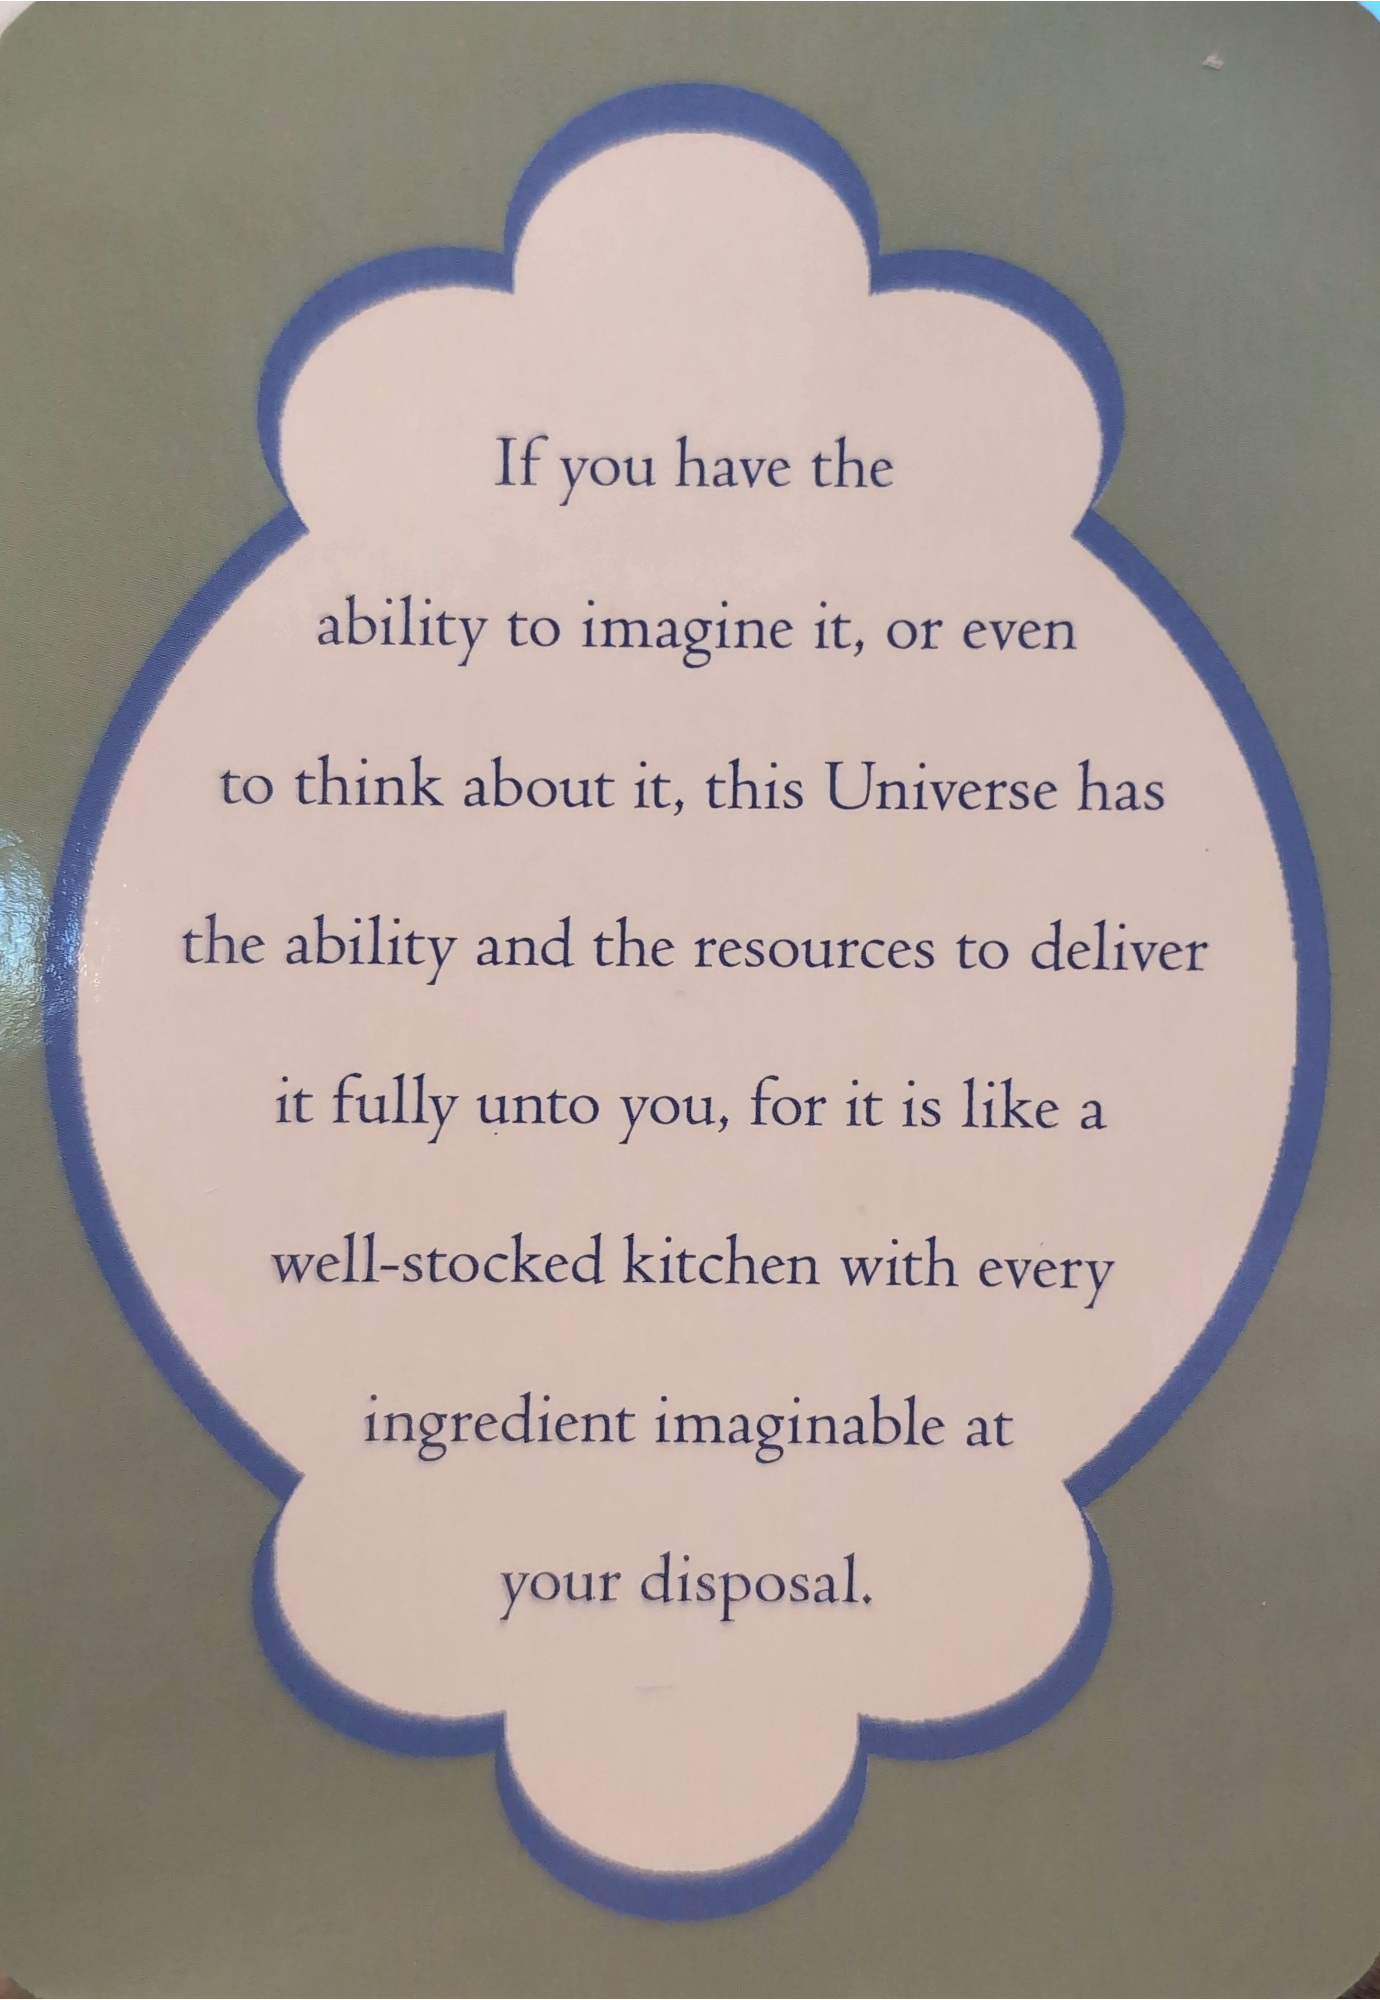 If you have the
ability to imagine it, or even
to think about it, this Universe has
the ability and the resources to deliver
it fully unto you, for it is like a
well-stocked kitchen with every
ingredient imaginable at
your disposal.